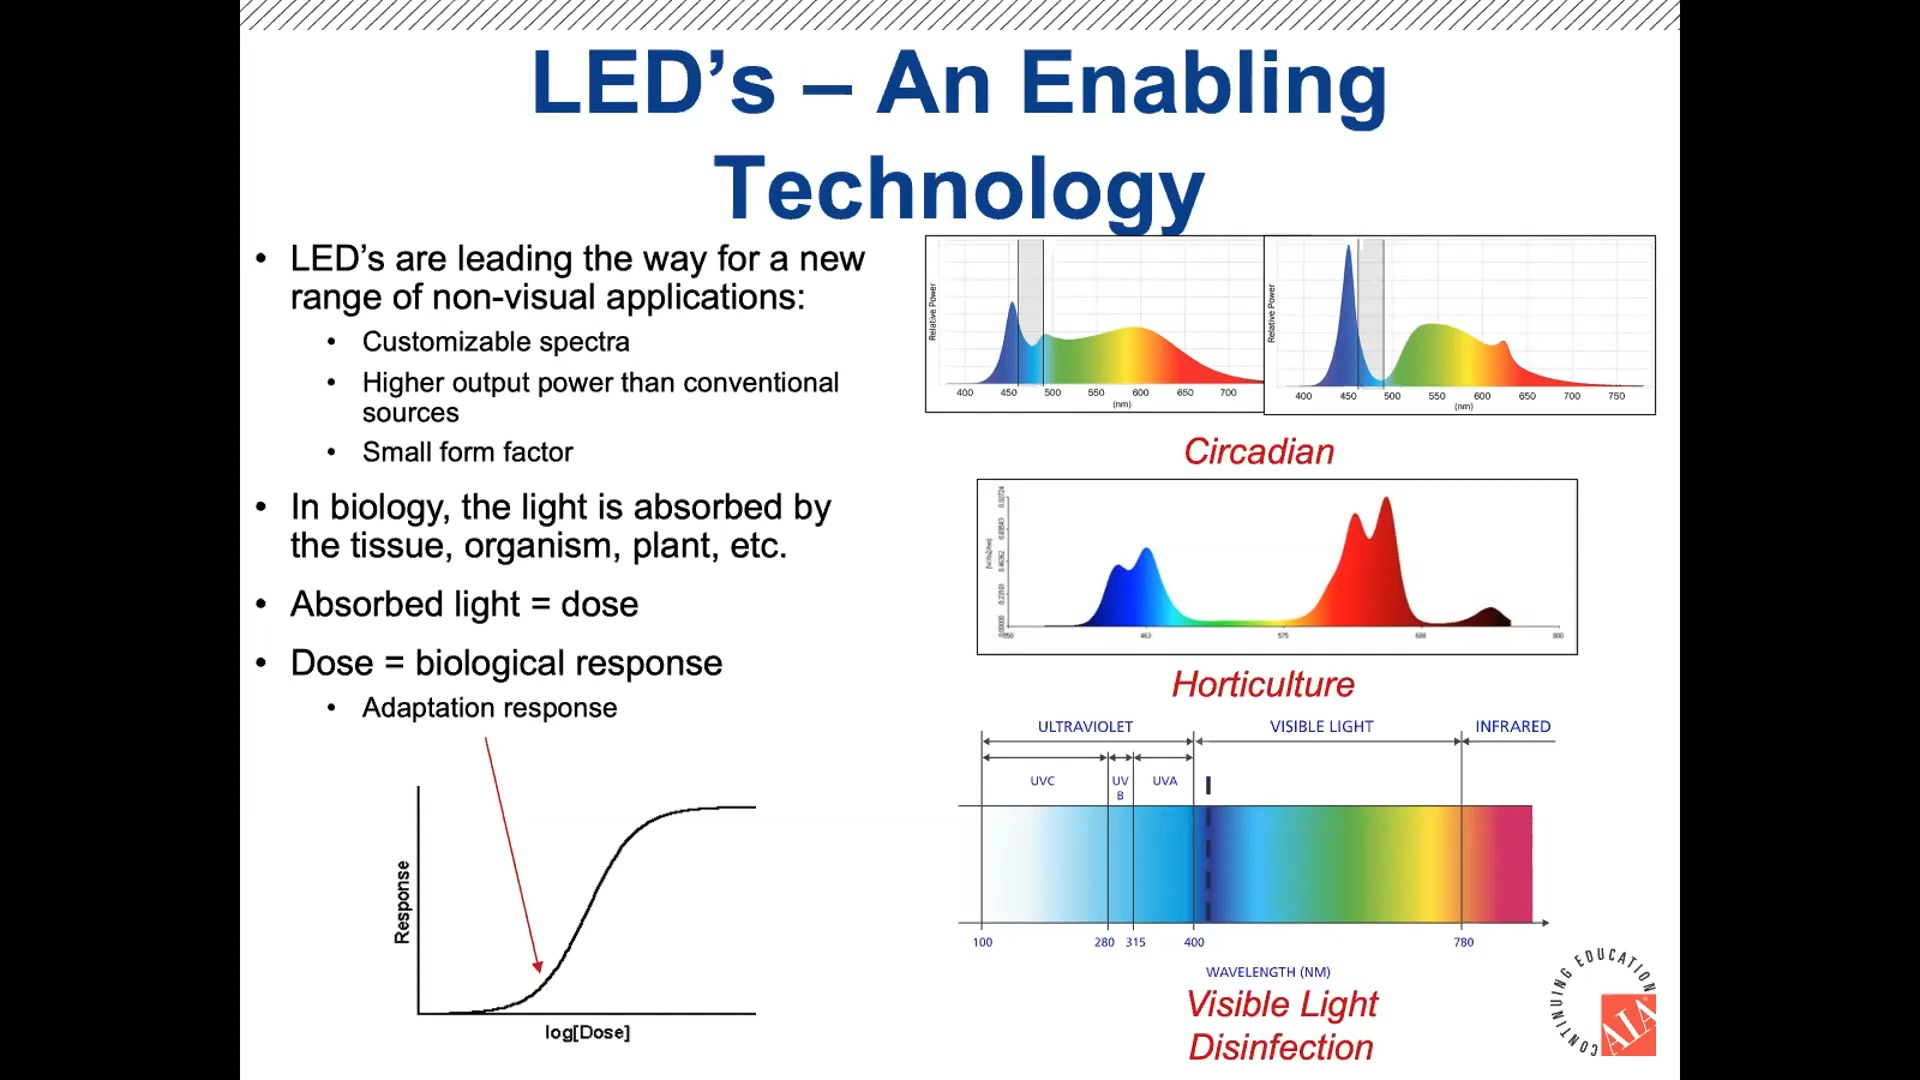 LED’s – An Enabling
Technology
• LED’s are leading the way for a new
range of non-visual applications:
• Customizable spectra
• Higher output power than conventional
sources
• Small form factor
• In biology, the light is absorbed by
the tissue, organism, plant, etc.
• Absorbed light = dose
• Dose = biological response
• Adaptation response
Response
log[Dose]
Relative Power
400 450 500 550 600 650 700
(nm)
Relative Power
400 450 500 550 600 650 700 750
(nm)
Circadian
463 575 688 800
Horticulture
ULTRAVIOLET VISIBLE LIGHT INFRARED
UVC UV B UVA
100 280 315 400 780
WAVELENGTH (NM)
Visible Light
Disinfection
CONTINUING EDUCATION
AIA